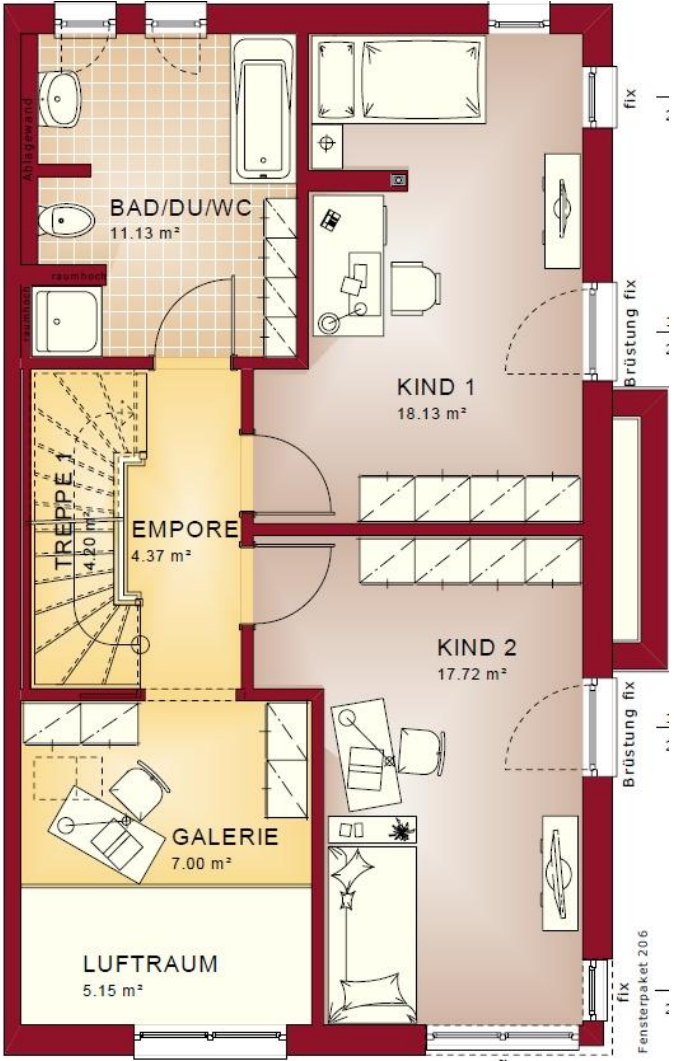 Ablagewand
fix
BAD/DU/WC
11.13 m²
raumhoch
raumhoch
Brüstung fix
KIND 1
18.13 m²
TREPPE 1
4.20 m²
EMPORE
4.37 m²
KIND 2
17.72 m²
Brüstung fix
GALERIE
7.00 m²
LUFTRAUM
5.15 m²
fix
Fensterpaket 206